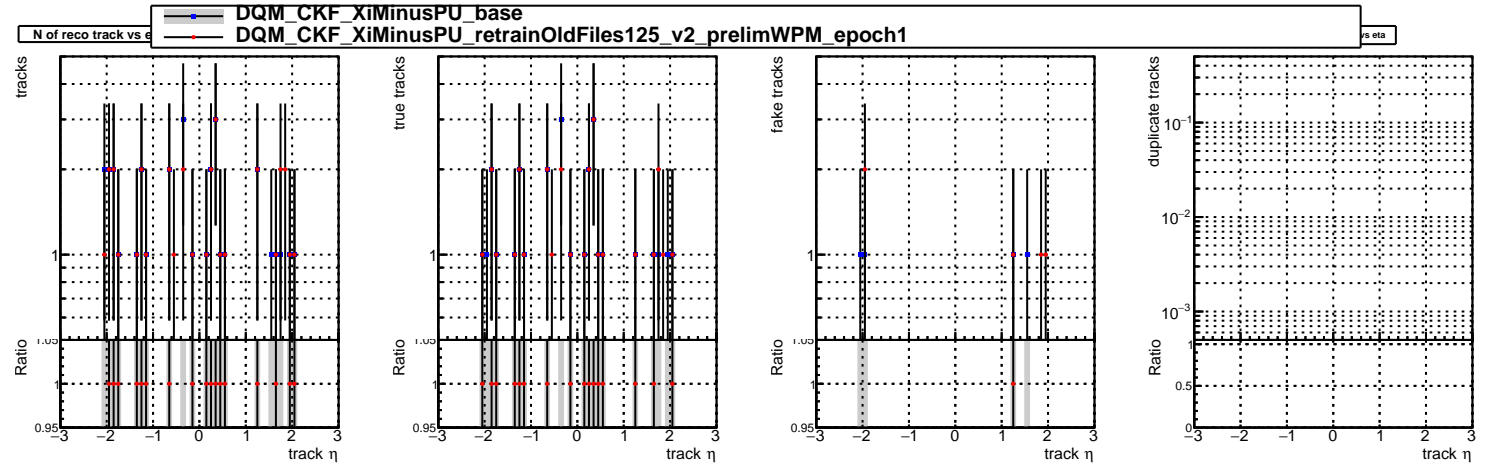 DQM_CKF_XiMinusPU_base
DQM_CKF_XiMinusPU_retrainOldFiles125_v2_prelimWPM_epoch1
N of reco track vs e
vs eta
tracks
1
Ratio
1.05
1
0.95
−3 −2 −1 0 1 2 3
track η
true tracks
1
Ratio
1.05
1
0.95
−3 −2 −1 0 1 2 3
track η
fake tracks
1
Ratio
1.05
1
0.95
−3 −2 −1 0 1 2 3
track η
duplicate tracks
10−1
10−2
10−3
Ratio
1
0.5
0
−3 −2 −1 0 1 2 3
track η